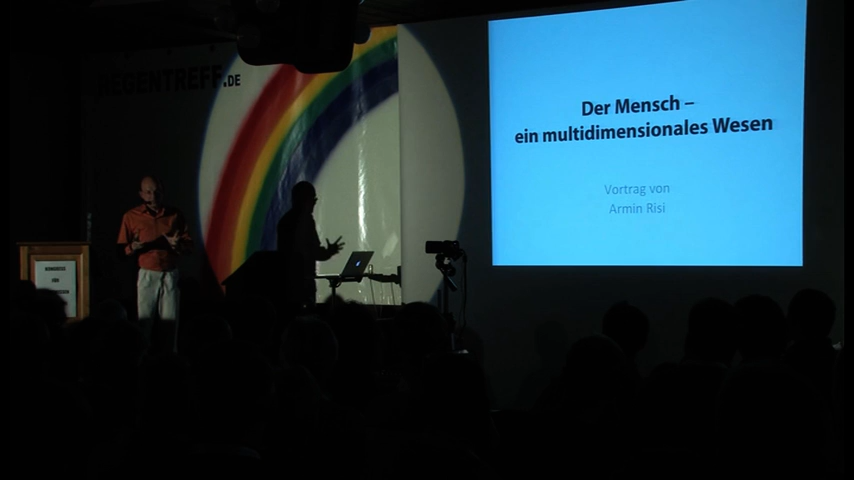 REGENTREFF.DE
Der Mensch –
ein multidimensionales Wesen
Vortrag von
Armin Risi